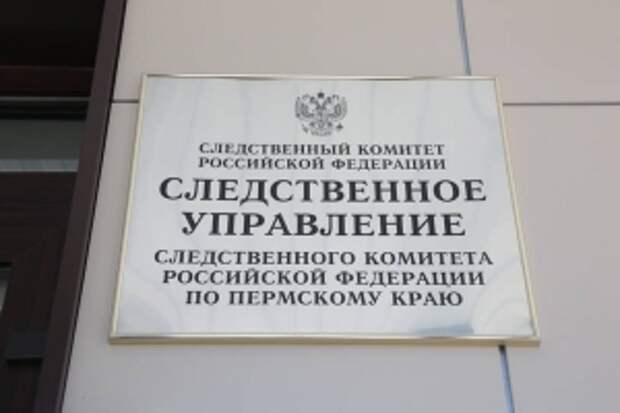 СЛЕДСТВЕННЫЙ КОМИТЕТ
РОССИЙСКОЙ ФЕДЕРАЦИИ
СЛЕДСТВЕННОЕ
УПРАВЛЕНИЕ
СЛЕДСТВЕННОГО КОМИТЕТА
РОССИЙСКОЙ ФЕДЕРАЦИИ
ПО ПЕРМСКОМУ КРАЮ